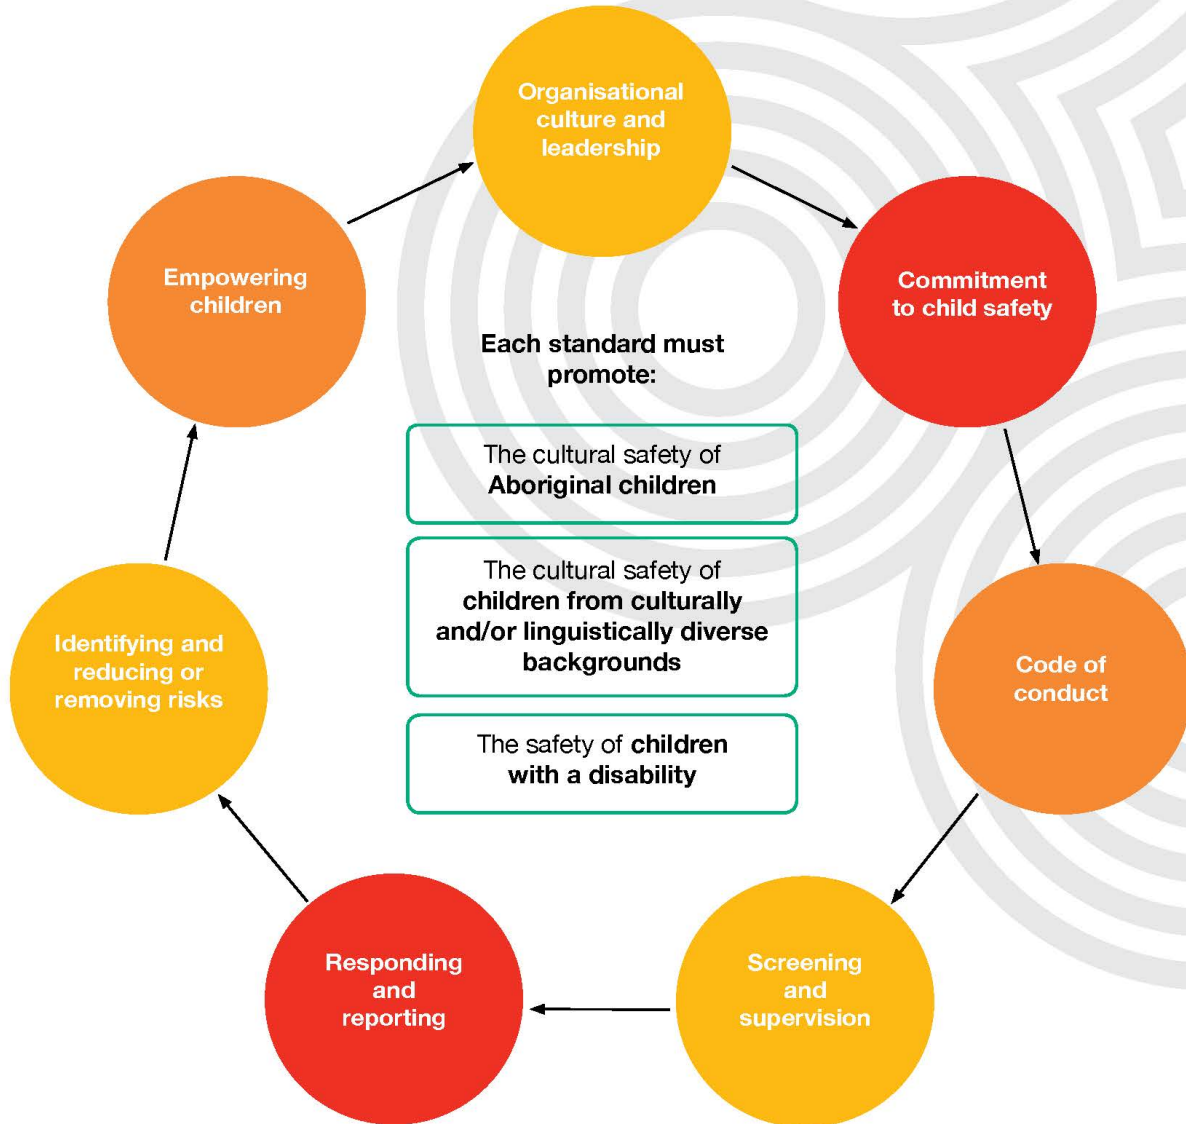 Organisational
culture and
leadership
Commitment
to child safety
Code of
conduct
Screening
and
supervision
Responding
and
reporting
Identifying and
reducing or
removing risks
Empowering
children
Each standard must
promote:
The cultural safety of
Aboriginal children
The cultural safety of
children from culturally
and/or linguistically diverse
backgrounds
The safety of children
with a disability